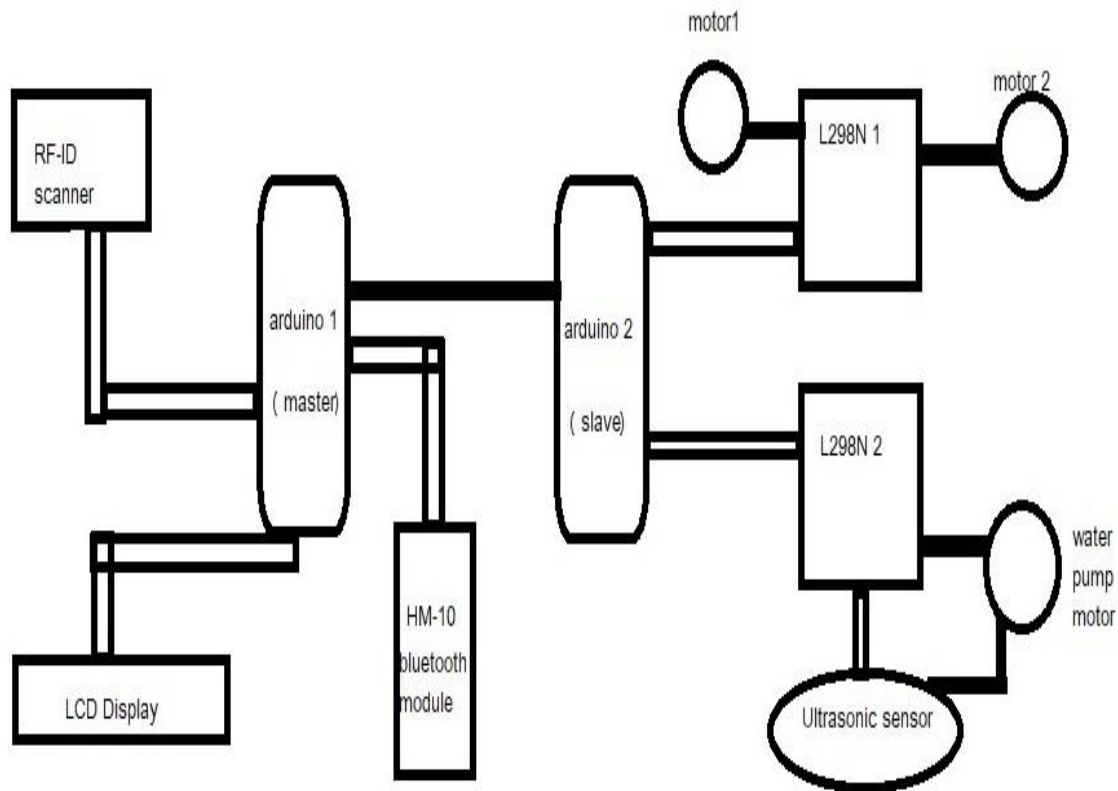 motor1
motor 2
L298N 1
RF-ID
scanner
arduino 1
( master)
arduino 2
( slave)
L298N 2
water
pump
motor
HM-10
bluetooth
module
LCD Display
Ultrasonic sensor